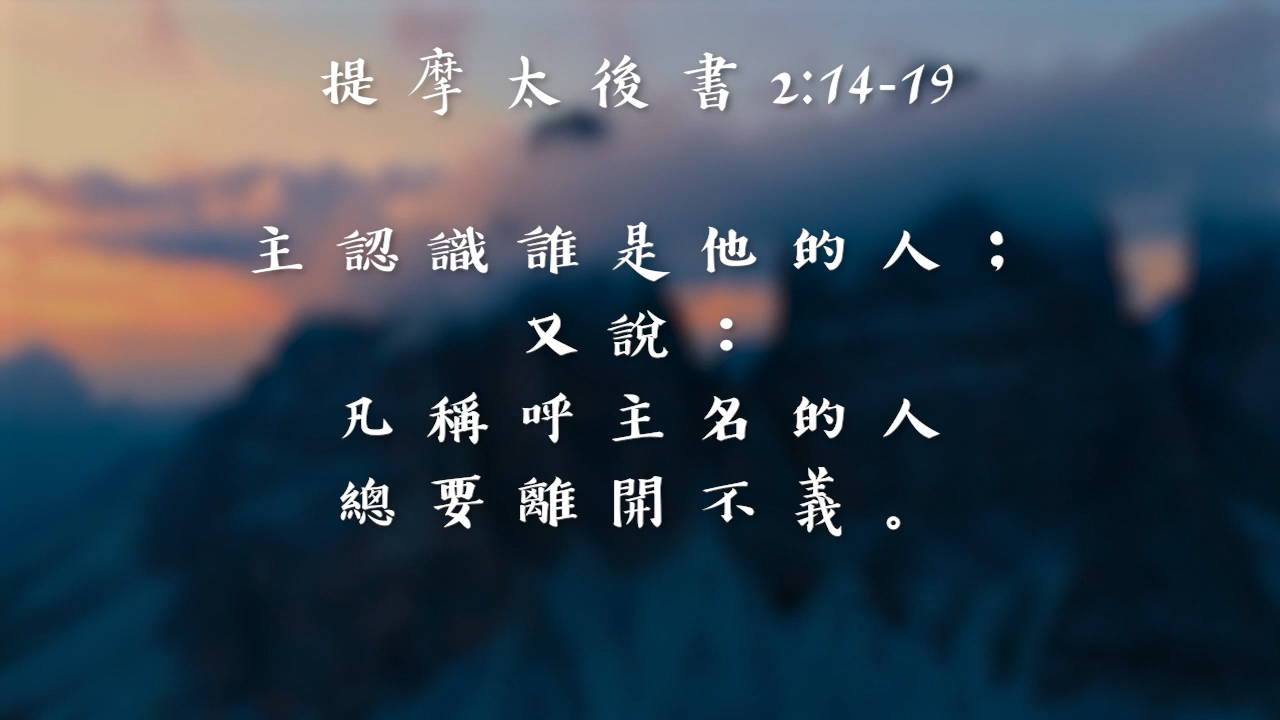 提摩太後書 2:14-19
主認識誰是他的人；
又說：
凡稱呼主名的人
總要離開不義。